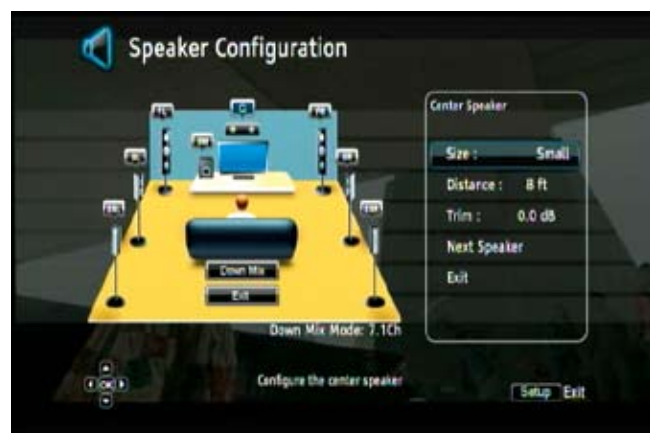 Speaker Configuration
FL
C
FR
SW
SL
SR
SBL
SBR
Down Mix
Exit
Down Mix Mode: 7.1Ch
Center Speaker
Size : Small
Distance : 8 ft
Trim : 0.0 dB
Next Speaker
Exit
OK
Configure the center speaker
Setup Exit